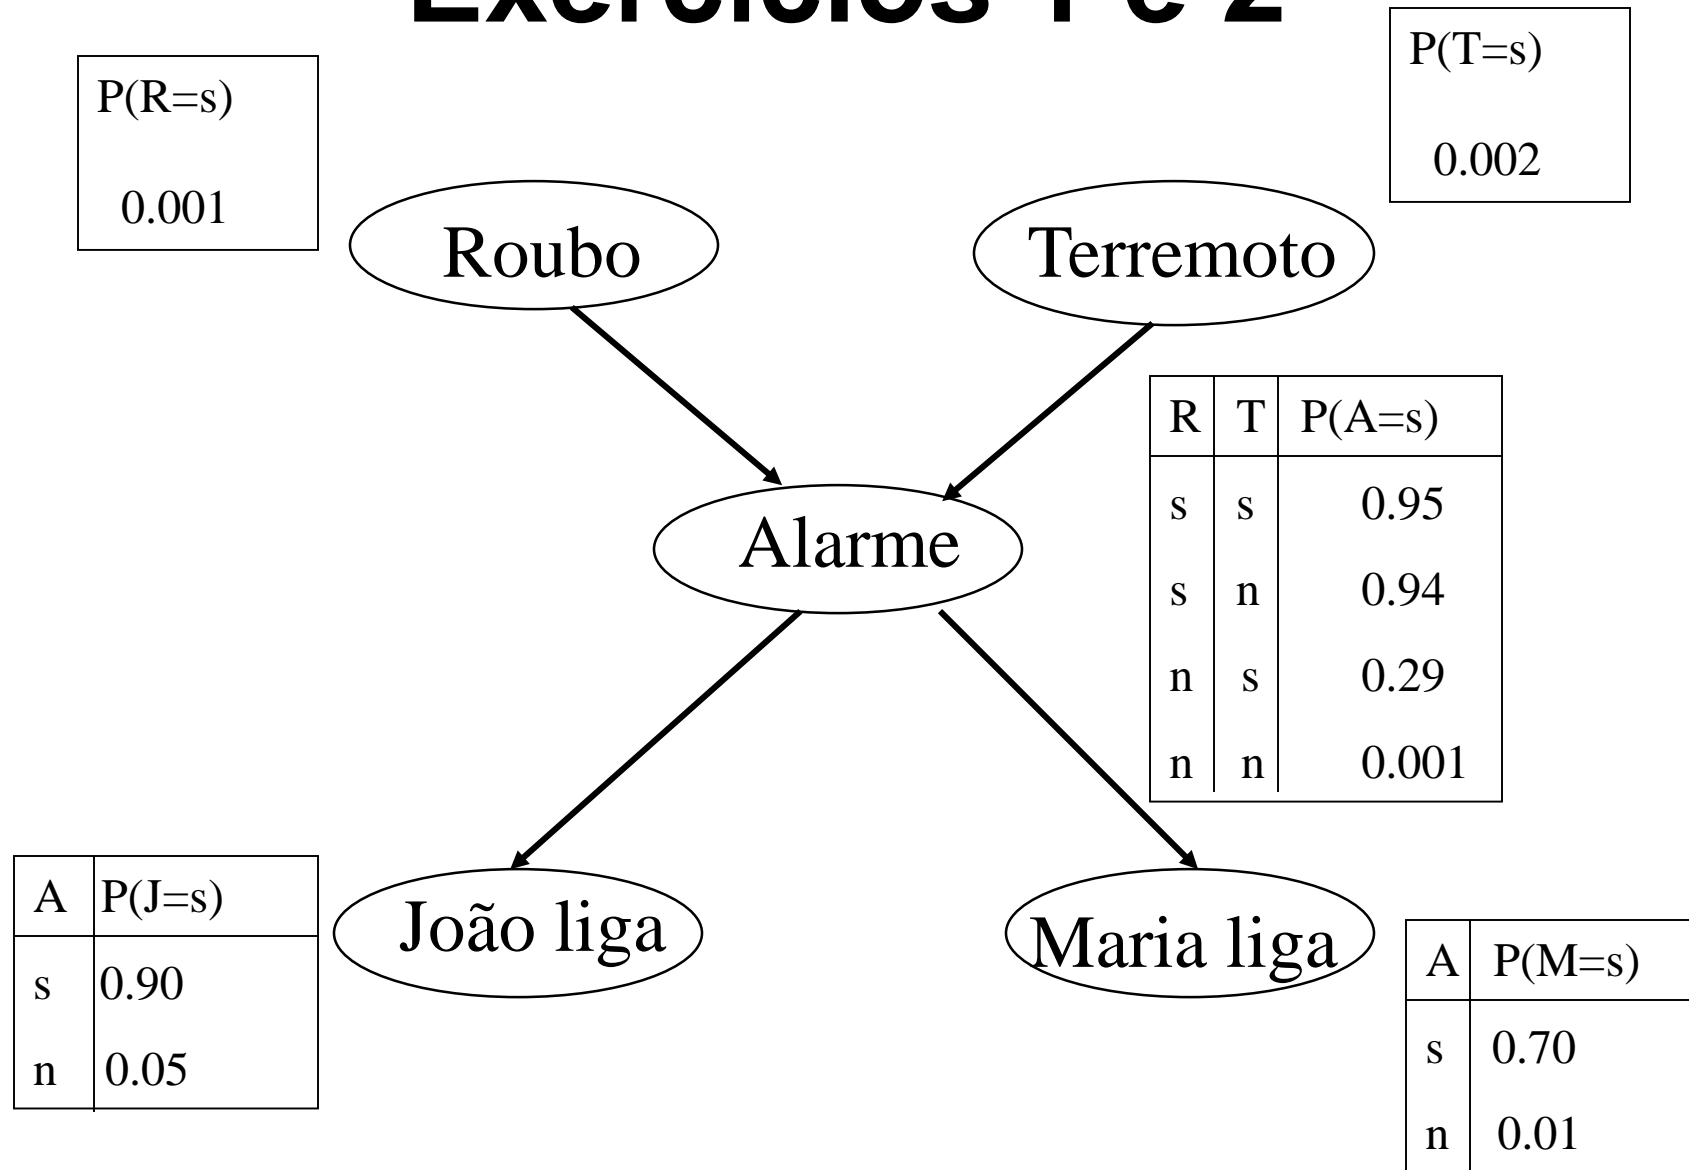 Exercícios 1 e 2
P(R=s)
0.001
P(T=s)
0.002
Roubo
Terremoto
R T P(A=s)
s s 0.95
s n 0.94
n s 0.29
n n 0.001
Alarme
A P(J=s)
s 0.90
n 0.05
João liga
Maria liga
A P(M=s)
s 0.70
n 0.01